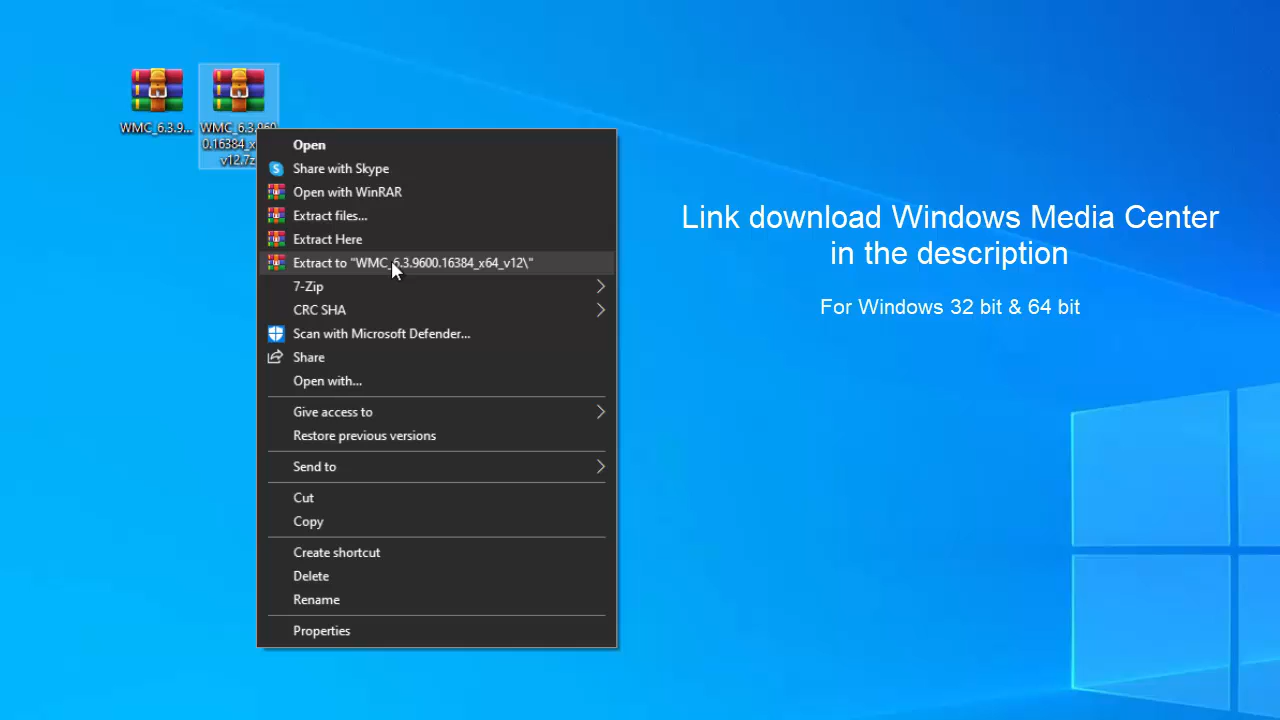 WMC_6.3.9...
WMC_6.3.960
0.16384_x
v12.7z
Open
Share with Skype
Open with WinRAR
Extract files...
Extract Here
Extract to "WMC_6.3.9600.16384_x64_v12\"
7-Zip
CRC SHA
Scan with Microsoft Defender...
Share
Open with...
Give access to
Restore previous versions
Send to
Cut
Copy
Create shortcut
Delete
Rename
Properties
Link download Windows Media Center
in the description
For Windows 32 bit & 64 bit